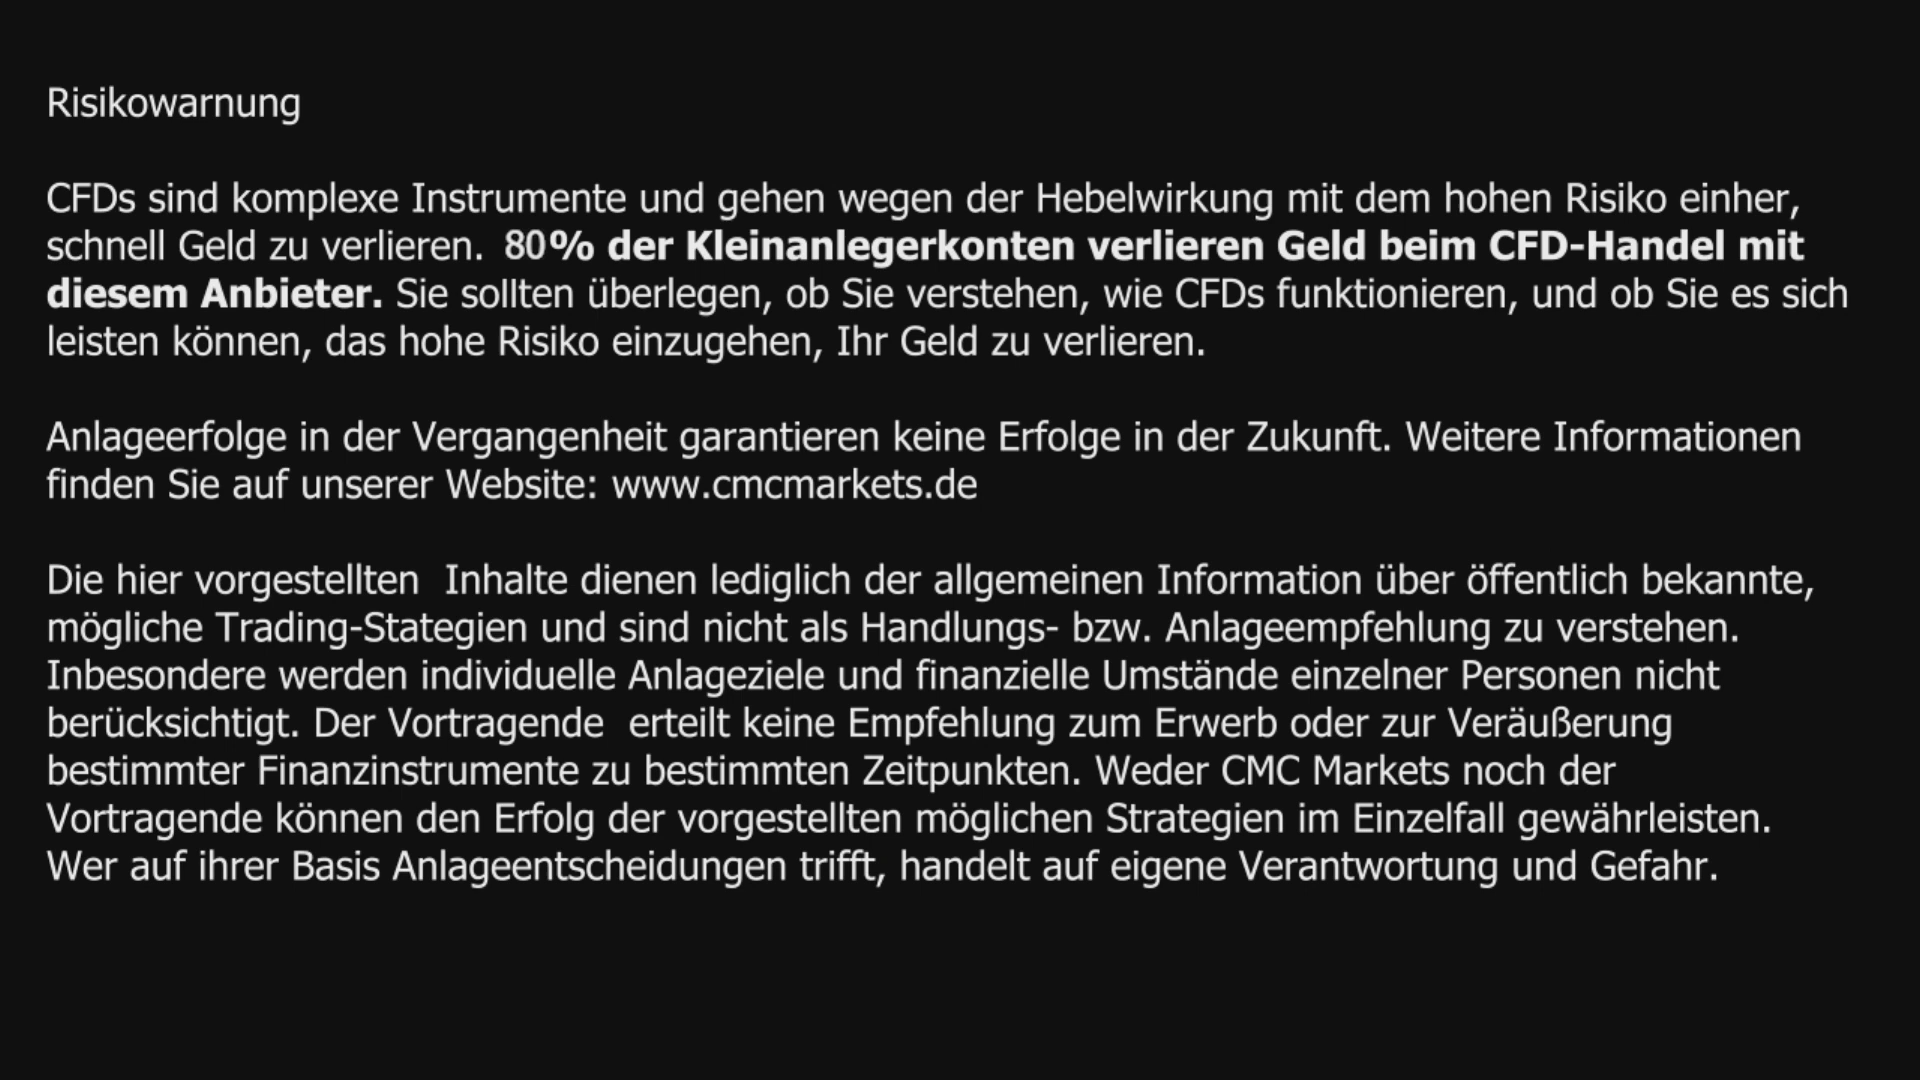 Risikowarnung
CFDs sind komplexe Instrumente und gehen wegen der Hebelwirkung mit dem hohen Risiko einher,
schnell Geld zu verlieren. 80% der Kleinanlegerkonten verlieren Geld beim CFD-Handel mit
diesem Anbieter. Sie sollten überlegen, ob Sie verstehen, wie CFDs funktionieren, und ob Sie es sich
leisten können, das hohe Risiko einzugehen, Ihr Geld zu verlieren.
Anlageerfolge in der Vergangenheit garantieren keine Erfolge in der Zukunft. Weitere Informationen
finden Sie auf unserer Website: www.cmcmarkets.de
Die hier vorgestellten Inhalte dienen lediglich der allgemeinen Information über öffentlich bekannte,
mögliche Trading-Stategien und sind nicht als Handlungs- bzw. Anlageempfehlung zu verstehen.
Inbesondere werden individuelle Anlageziele und finanzielle Umstände einzelner Personen nicht
berücksichtigt. Der Vortragende erteilt keine Empfehlung zum Erwerb oder zur Veräußerung
bestimmter Finanzinstrumente zu bestimmten Zeitpunkten. Weder CMC Markets noch der
Vortragende können den Erfolg der vorgestellten möglichen Strategien im Einzelfall gewährleisten.
Wer auf ihrer Basis Anlageentscheidungen trifft, handelt auf eigene Verantwortung und Gefahr.